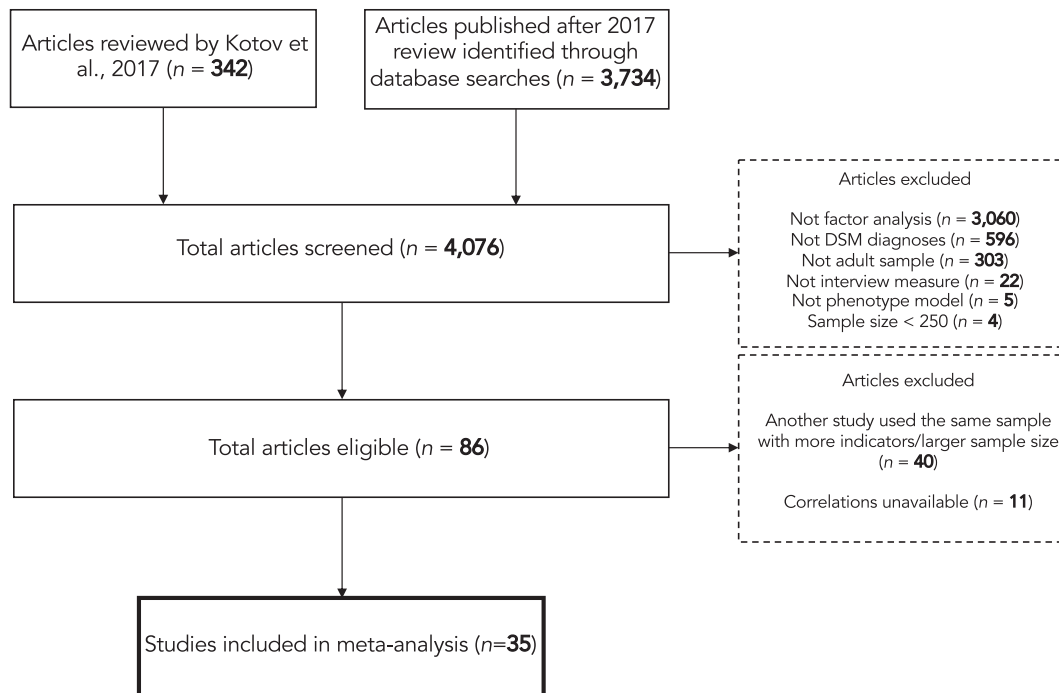 Articles reviewed by Kotov et
al., 2017 (n = 342)
Articles published after 2017
review identified through
database searches (n = 3,734)
Total articles screened (n = 4,076)
Articles excluded
Not factor analysis (n = 3,060)
Not DSM diagnoses (n = 596)
Not adult sample (n = 303)
Not interview measure (n = 22)
Not phenotype model (n = 5)
Sample size < 250 (n = 4)
Total articles eligible (n = 86)
Articles excluded
Another study used the same sample
with more indicators/larger sample size
(n = 40)
Correlations unavailable (n = 11)
Studies included in meta-analysis (n=35)